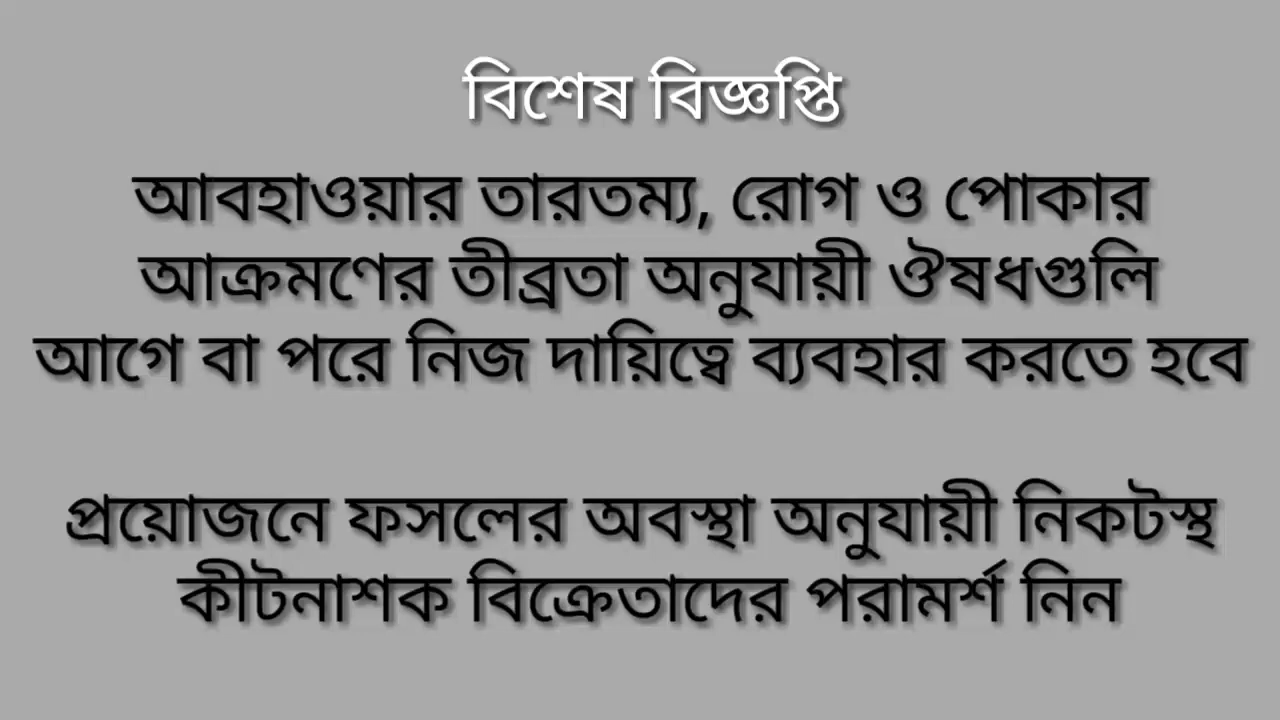 বিশেষ বিজ্ঞপ্তি
আবহাওয়ার তারতম্য, রোগ ও পোকার
আক্রমণের তীব্রতা অনুযায়ী ঔষধগুলি
আগে বা পরে নিজ দায়িত্বে ব্যবহার করতে হবে
প্রয়োজনে ফসলের অবস্থা অনুযায়ী নিকটস্থ
কীটনাশক বিক্রেতাদের পরামর্শ নিন